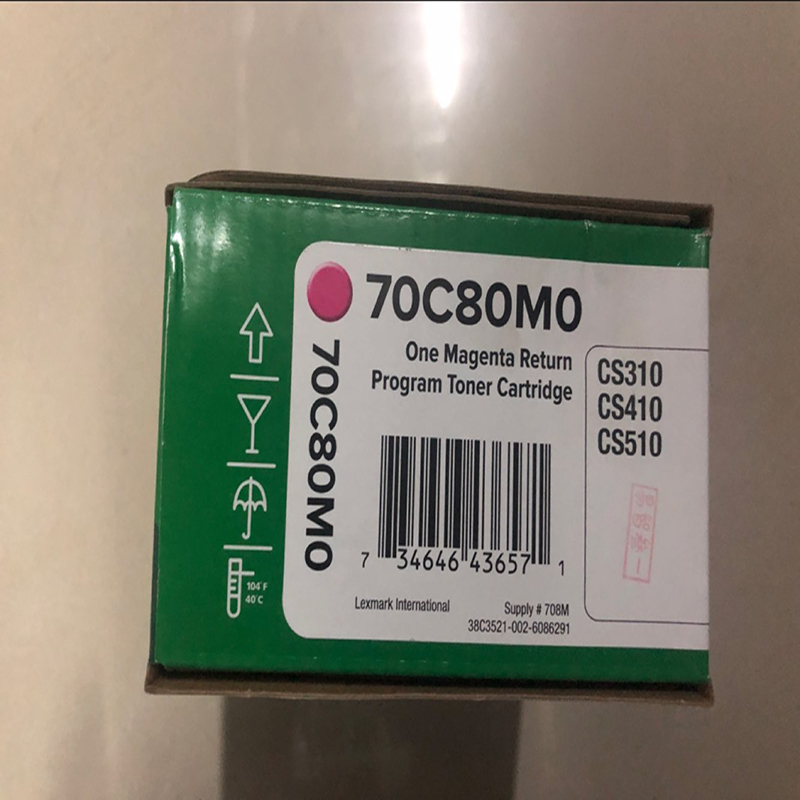 70C80M0
One Magenta Return
Program Toner Cartridge
70C80M0
CS310
CS410
CS510
7 34646 43657 1
Lexmark International
Supply # 708M
38C3521-002-6086291
104°F
40°C